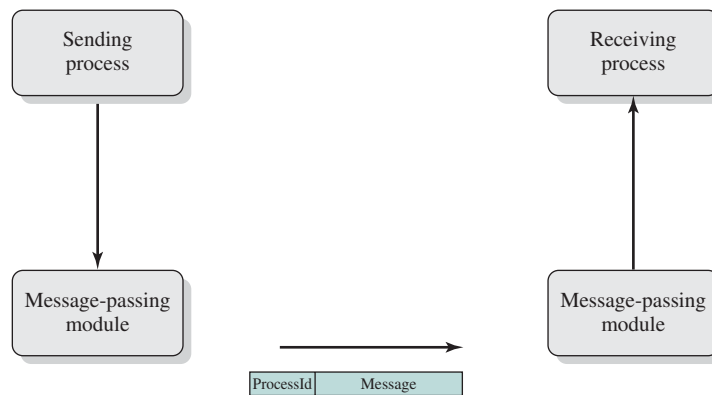 Sending
process
Receiving
process
Message-passing
module
Message-passing
module
ProcessId
Message